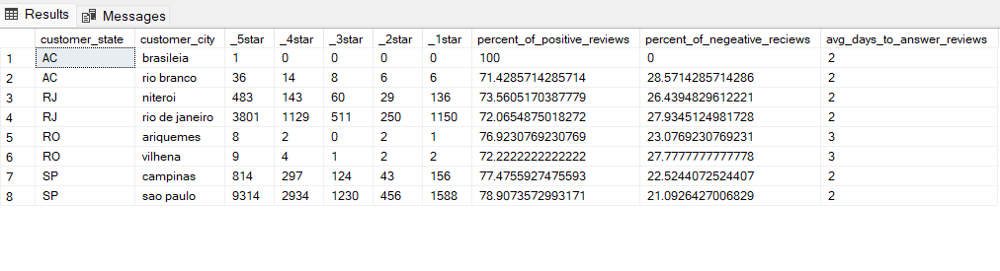 Results Messages
customer_state customer_city _5star _4star _3star _2star _1star percent_of_positive_reviews percent_of_negeative_reciews avg_days_to_answer_reviews
1 AC brasileia 1 0 0 0 0 100 0 2
2 AC rio branco 36 14 8 6 6 71.4285714285714 28.5714285714286 2
3 RJ niteroi 483 143 60 29 136 73.5605170387779 26.4394829612221 2
4 RJ rio de janeiro 3801 1129 511 250 1150 72.0654875018272 27.9345124981728 2
5 RO ariquemes 8 2 0 2 1 76.9230769230769 23.0769230769231 3
6 RO vilhena 9 4 1 2 2 72.2222222222222 27.7777777777778 3
7 SP campinas 814 297 124 43 156 77.4755927475593 22.5244072524407 2
8 SP sao paulo 9314 2934 1230 456 1588 78.9073572993171 21.0926427006829 2